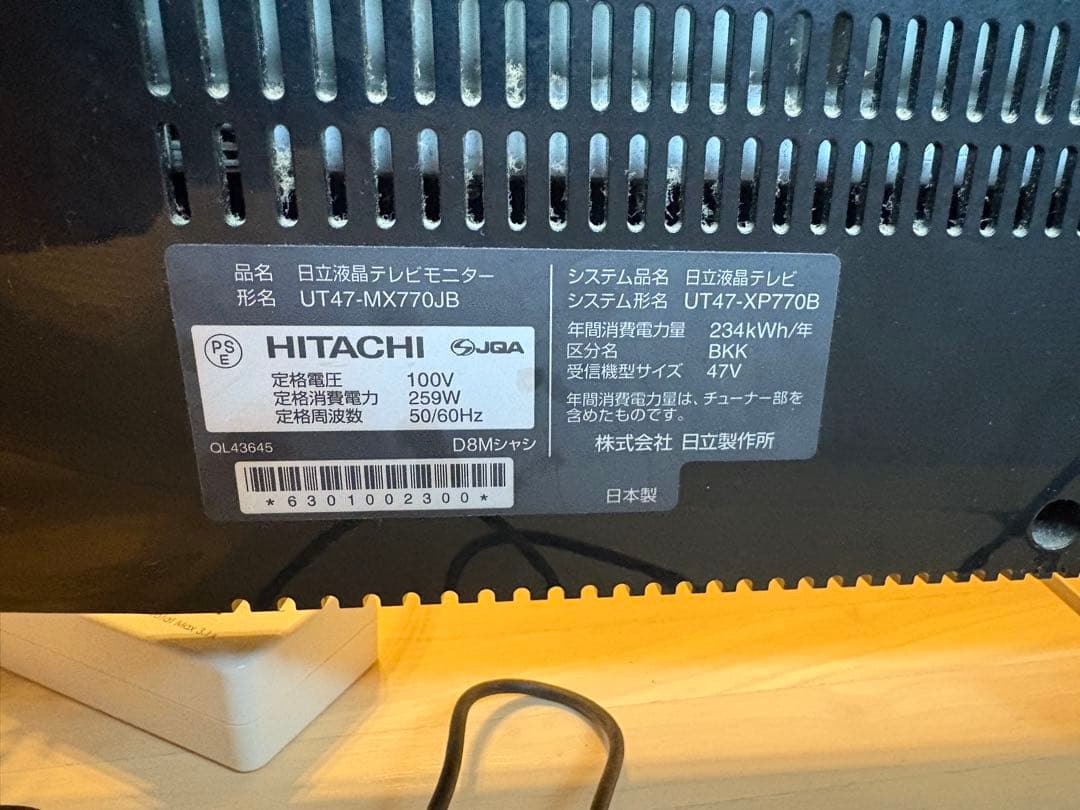 品名 日立液晶テレビモニター
形名 UT47-MX770JB
PS E HITACHI JQA
定格電圧 100V
定格消費電力 259W
定格周波数 50/60Hz
QL43645 D8Mシャシ
*6301002300*
システム品名 日立液晶テレビ
システム形名 UT47-XP770B
年間消費電力量 234kWh/年
区分名 BKK
受信機型サイズ 47V
年間消費電力量は、チューナー部を
含めたものです。
株式会社 日立製作所
日本製
Max 3.1A